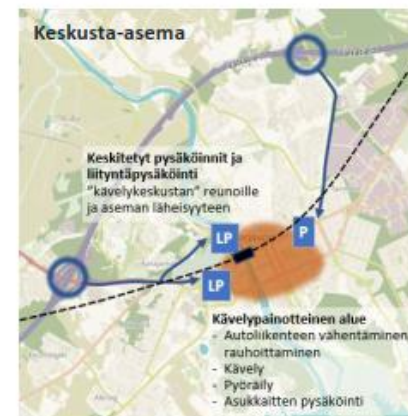 Keskusta-asema
Keskitetyt pysäköinnit ja
liityntäpysäköinti
"kävelykeskustan" reunoille
ja aseman läheisyyteen
LP
P
LP
Kävelypainotteinen alue
- Autoliikenteen vähentäminen,
rauhoittaminen
- Kävely
- Pyöräily
- Asukkaitten pysäköinti